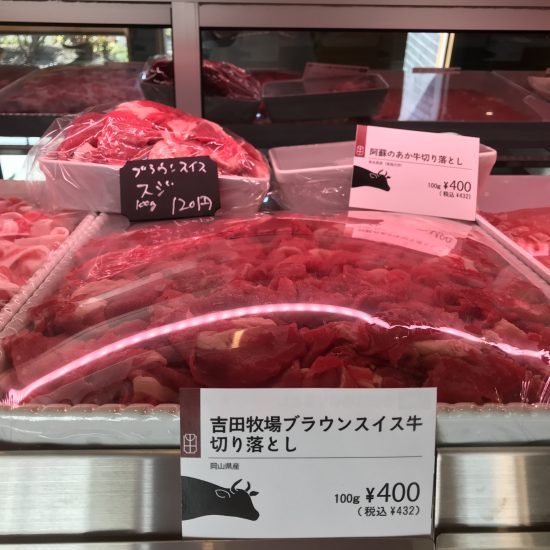 ブラウンスイス
スジ
100g 120円
阿蘇のあか牛切り落とし
100g ¥400
(税込 ¥432)
吉田牧場ブラウンスイス牛
切り落とし
岡山県産
100g ¥400
(税込 ¥432)